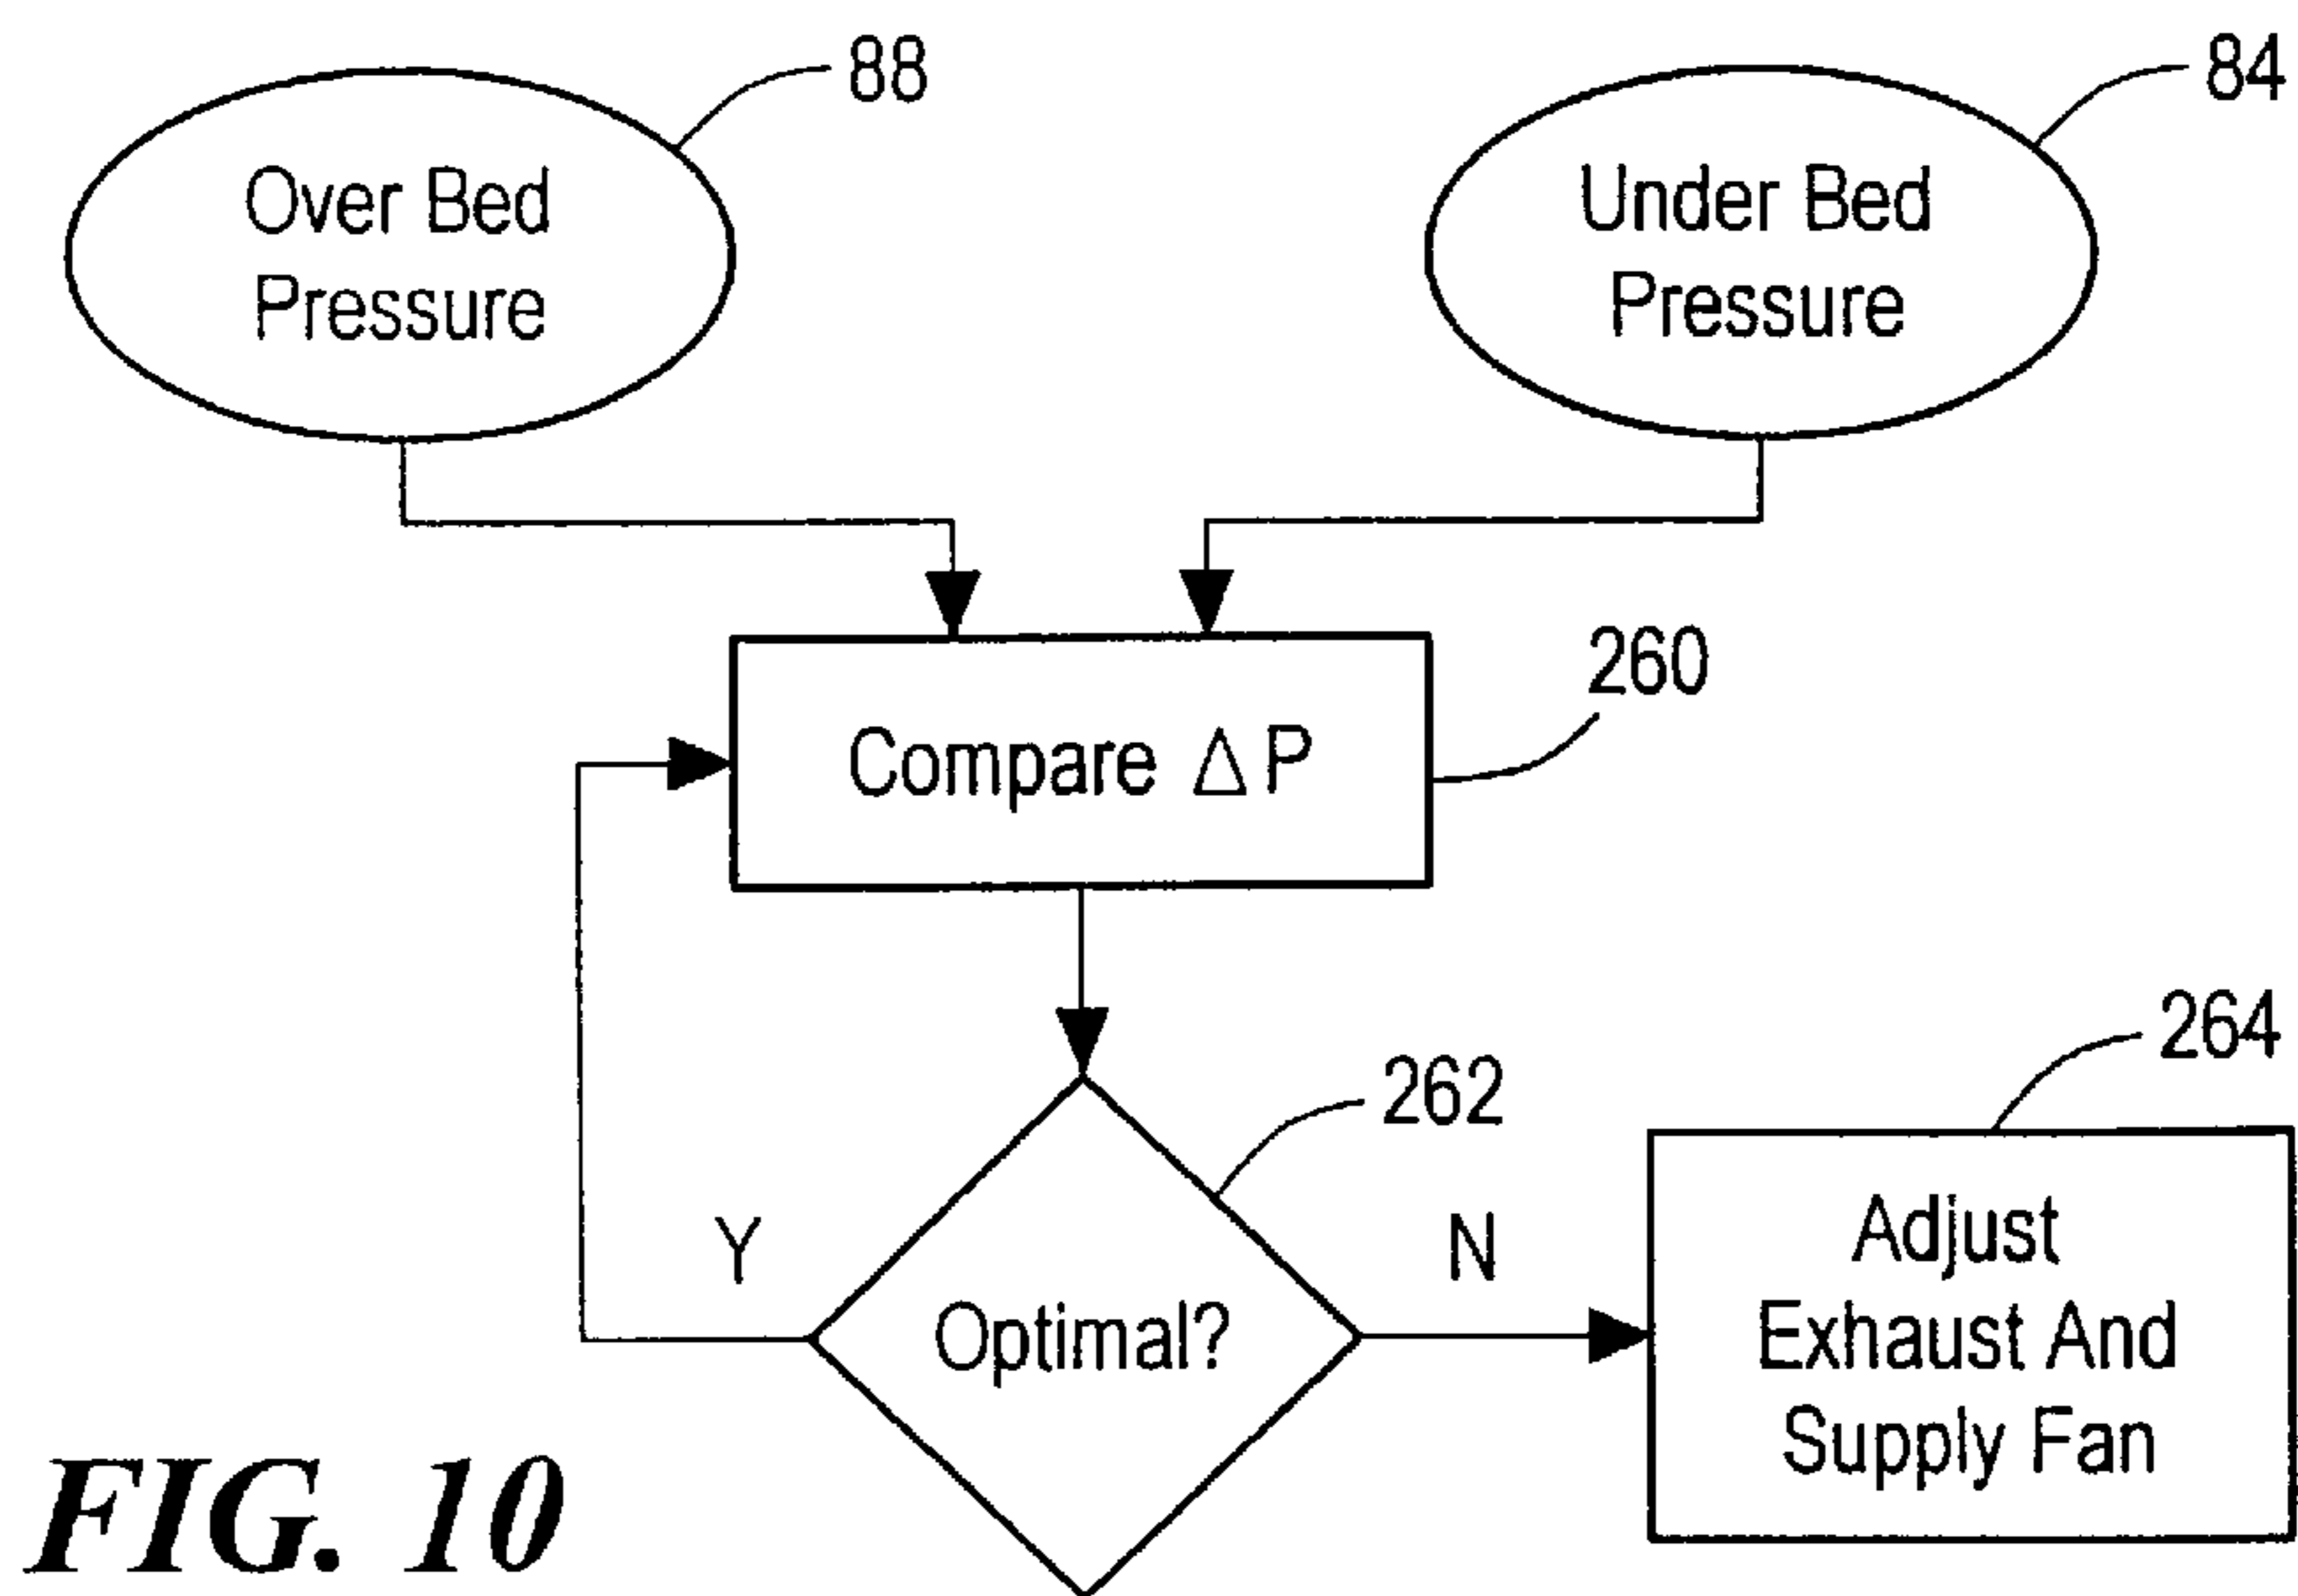 88
Over Bed
Pressure
84
Under Bed
Pressure
260
Compare Δ P
262
Optimal?
Y
N
264
Adjust
Exhaust And
Supply Fan
FIG. 10